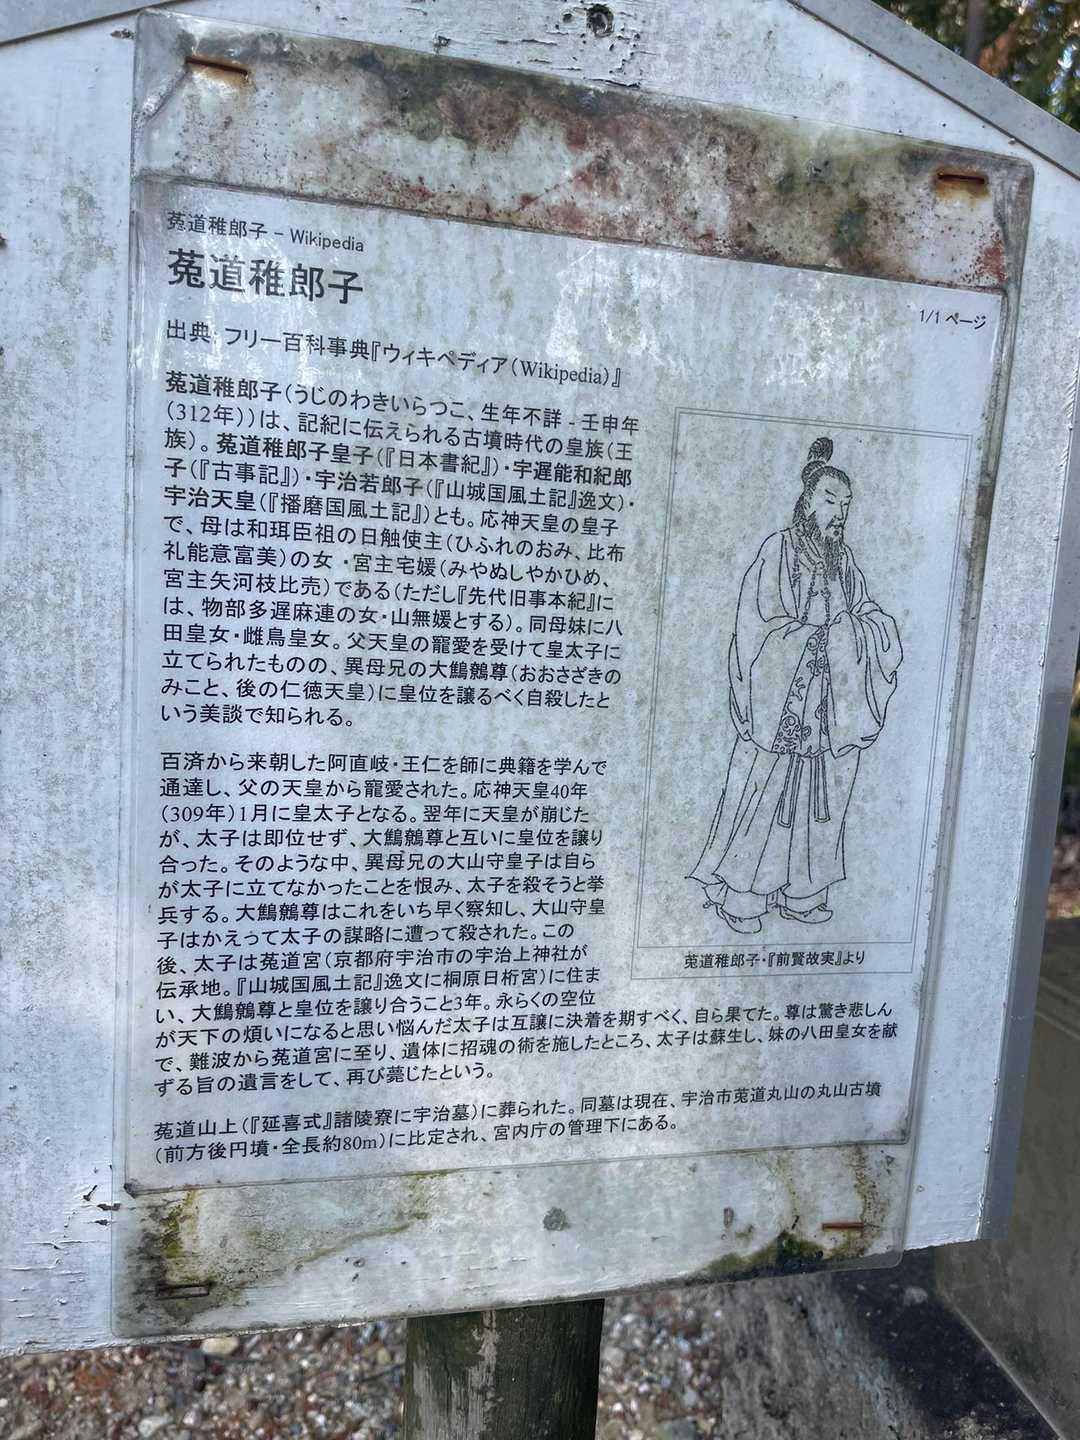 菟道稚郎子 - Wikipedia
菟道稚郎子
1/1 ページ
出典: フリー百科事典『ウィキペディア（Wikipedia）』
菟道稚郎子（うじのわきいらつこ、生年不詳 - 壬申年
（312年））は、記紀に伝えられる古墳時代の皇族（王
族）。菟道稚郎子皇子（『日本書紀』）・宇遅能和紀郎
子（『古事記』）・宇治若郎子（『山城国風土記』逸文）・
宇治天皇（『播磨国風土記』）とも。応神天皇の皇子
で、母は和珥臣祖の日触使主（ひふれのおみ、比布
礼能意富美）の女 ・宮主宅媛（みやぬしやかひめ、
宮主矢河枝比売）である（ただし『先代旧事本紀』に
は、物部多遅麻連の女・山無媛とする）。同母妹に八
田皇女・雌鳥皇女。父天皇の寵愛を受けて皇太子に
立てられたものの、異母兄の大鷦鷯尊（おおさざきの
みこと、後の仁徳天皇）に皇位を譲るべく自殺したと
いう美談で知られる。
百済から来朝した阿直岐・王仁を師に典籍を学んで
通達し、父の天皇から寵愛された。応神天皇40年
（309年）1月に皇太子となる。翌年に天皇が崩じた
が、太子は即位せず、大鷦鷯尊と互いに皇位を譲り
合った。そのような中、異母兄の大山守皇子は自ら
が太子に立てなかったことを恨み、太子を殺そうと挙
兵する。大鷦鷯尊はこれをいち早く察知し、大山守皇
子はかえって太子の謀略に遭って殺された。この
後、太子は菟道宮（京都府宇治市の宇治上神社が
伝承地。『山城国風土記』逸文に桐原日桁宮）に住ま
い、大鷦鷯尊と皇位を譲り合うこと3年。永らくの空位
が天下の煩いになると思い悩んだ太子は互譲に決着を期すべく、自ら果てた。尊は驚き悲しん
で、難波から菟道宮に至り、遺体に招魂の術を施したところ、太子は蘇生し、妹の八田皇女を献
ずる旨の遺言をして、再び薨じたという。
菟道山上（『延喜式』諸陵寮に宇治墓）に葬られた。同墓は現在、宇治市莵道丸山の丸山古墳
（前方後円墳・全長約80m）に比定され、宮内庁の管理下にある。
菟道稚郎子・『前賢故実』より